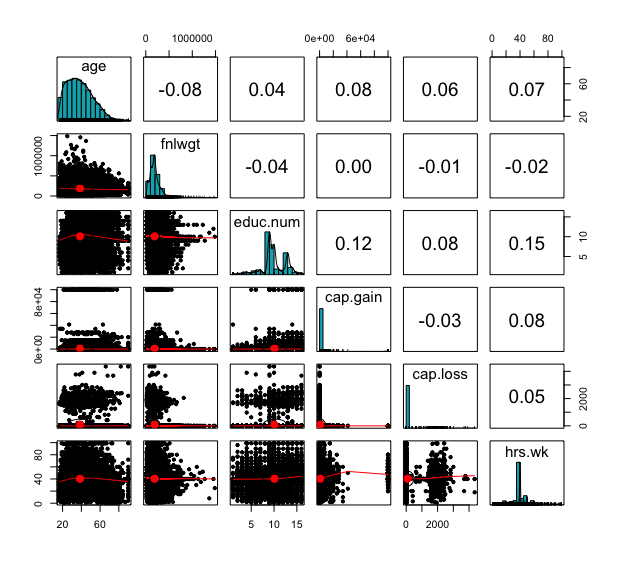 0 1000000 0e+00 6e+04 0 40 80
age -0.08 0.04 0.08 0.06 0.07 20 40 60 80
0 1000000 fnlwgt -0.04 0.00 -0.01 -0.02
educ.num 0.12 0.08 0.15 5 10
0e+00 8e+04 cap.gain -0.03 0.08
cap.loss 0.05 0 2000
0 40 80 hrs.wk
20 60 5 10 15 0 2000